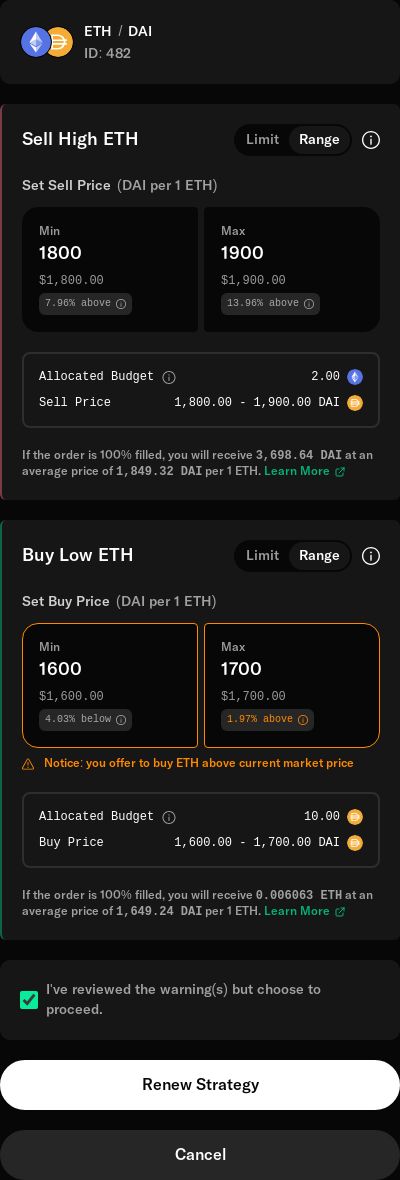 ETH / DAI
ID: 482
Sell High ETH
Limit Range
Set Sell Price (DAI per 1 ETH)
Min
1800
$1,800.00
7.96% above
Max
1900
$1,900.00
13.96% above
Allocated Budget 2.00
Sell Price 1,800.00 - 1,900.00 DAI
If the order is 100% filled, you will receive 3,698.64 DAI at an
average price of 1,849.32 DAI per 1 ETH. Learn More
Buy Low ETH
Limit Range
Set Buy Price (DAI per 1 ETH)
Min
1600
$1,600.00
4.03% below
Max
1700
$1,700.00
1.97% above
Notice: you offer to buy ETH above current market price
Allocated Budget 10.00
Buy Price 1,600.00 - 1,700.00 DAI
If the order is 100% filled, you will receive 0.006063 ETH at an
average price of 1,649.24 DAI per 1 ETH. Learn More
I've reviewed the warning(s) but choose to
proceed.
Renew Strategy
Cancel